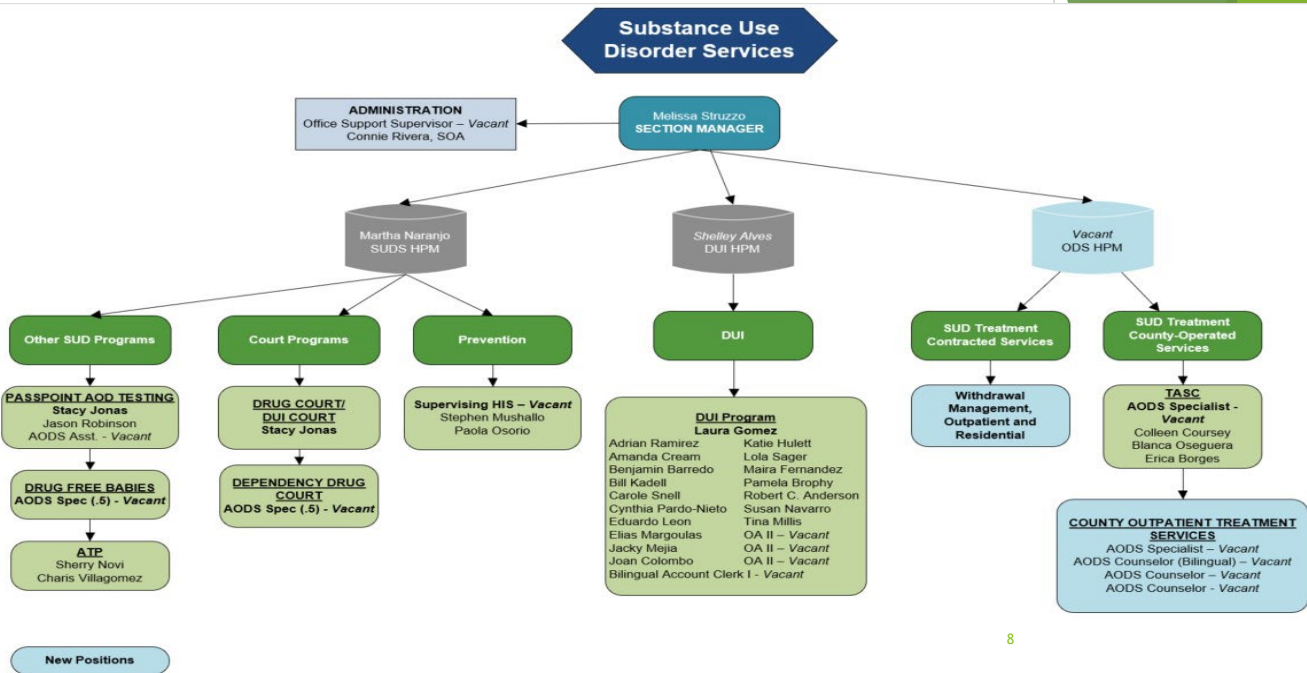 Substance Use
Disorder Services
ADMINISTRATION
Office Support Supervisor – Vacant
Connie Rivera, SOA
Melissa Struzzo
SECTION MANAGER
Martha Naranjo
SUDS HPM
Shelley Alves
DUI HPM
Vacant
ODS HPM
Other SUD Programs
Court Programs
Prevention
DUI
SUD Treatment
Contracted Services
SUD Treatment
County-Operated
Services
PASSPOINT AOD TESTING
Stacy Jonas
Jason Robinson
AODS Asst. - Vacant
DRUG FREE BABIES
AODS Spec (.5) - Vacant
ATP
Sherry Novi
Charis Villagomez
DRUG COURT/
DUI COURT
Stacy Jonas
DEPENDENCY DRUG
COURT
AODS Spec (.5) - Vacant
Supervising HIS – Vacant
Stephen Mushallo
Paola Osorio
DUI Program
Laura Gomez
Adrian Ramirez Katie Hulett
Amanda Cream Lola Sager
Benjamin Barredo Maira Fernandez
Bill Kadell Pamela Brophy
Carole Snell Robert C. Anderson
Cynthia Pardo-Nieto Susan Navarro
Eduardo Leon Tina Millis
Elias Margoulas OA II – Vacant
Jacky Mejia OA II – Vacant
Joan Colombo OA II – Vacant
Bilingual Account Clerk I - Vacant
Withdrawal
Management,
Outpatient and
Residential
TASC
AODS Specialist -
Vacant
Colleen Coursey
Blanca Oseguera
Erica Borges
COUNTY OUTPATIENT TREATMENT
SERVICES
AODS Specialist – Vacant
AODS Counselor (Bilingual) – Vacant
AODS Counselor – Vacant
AODS Counselor - Vacant
8
New Positions